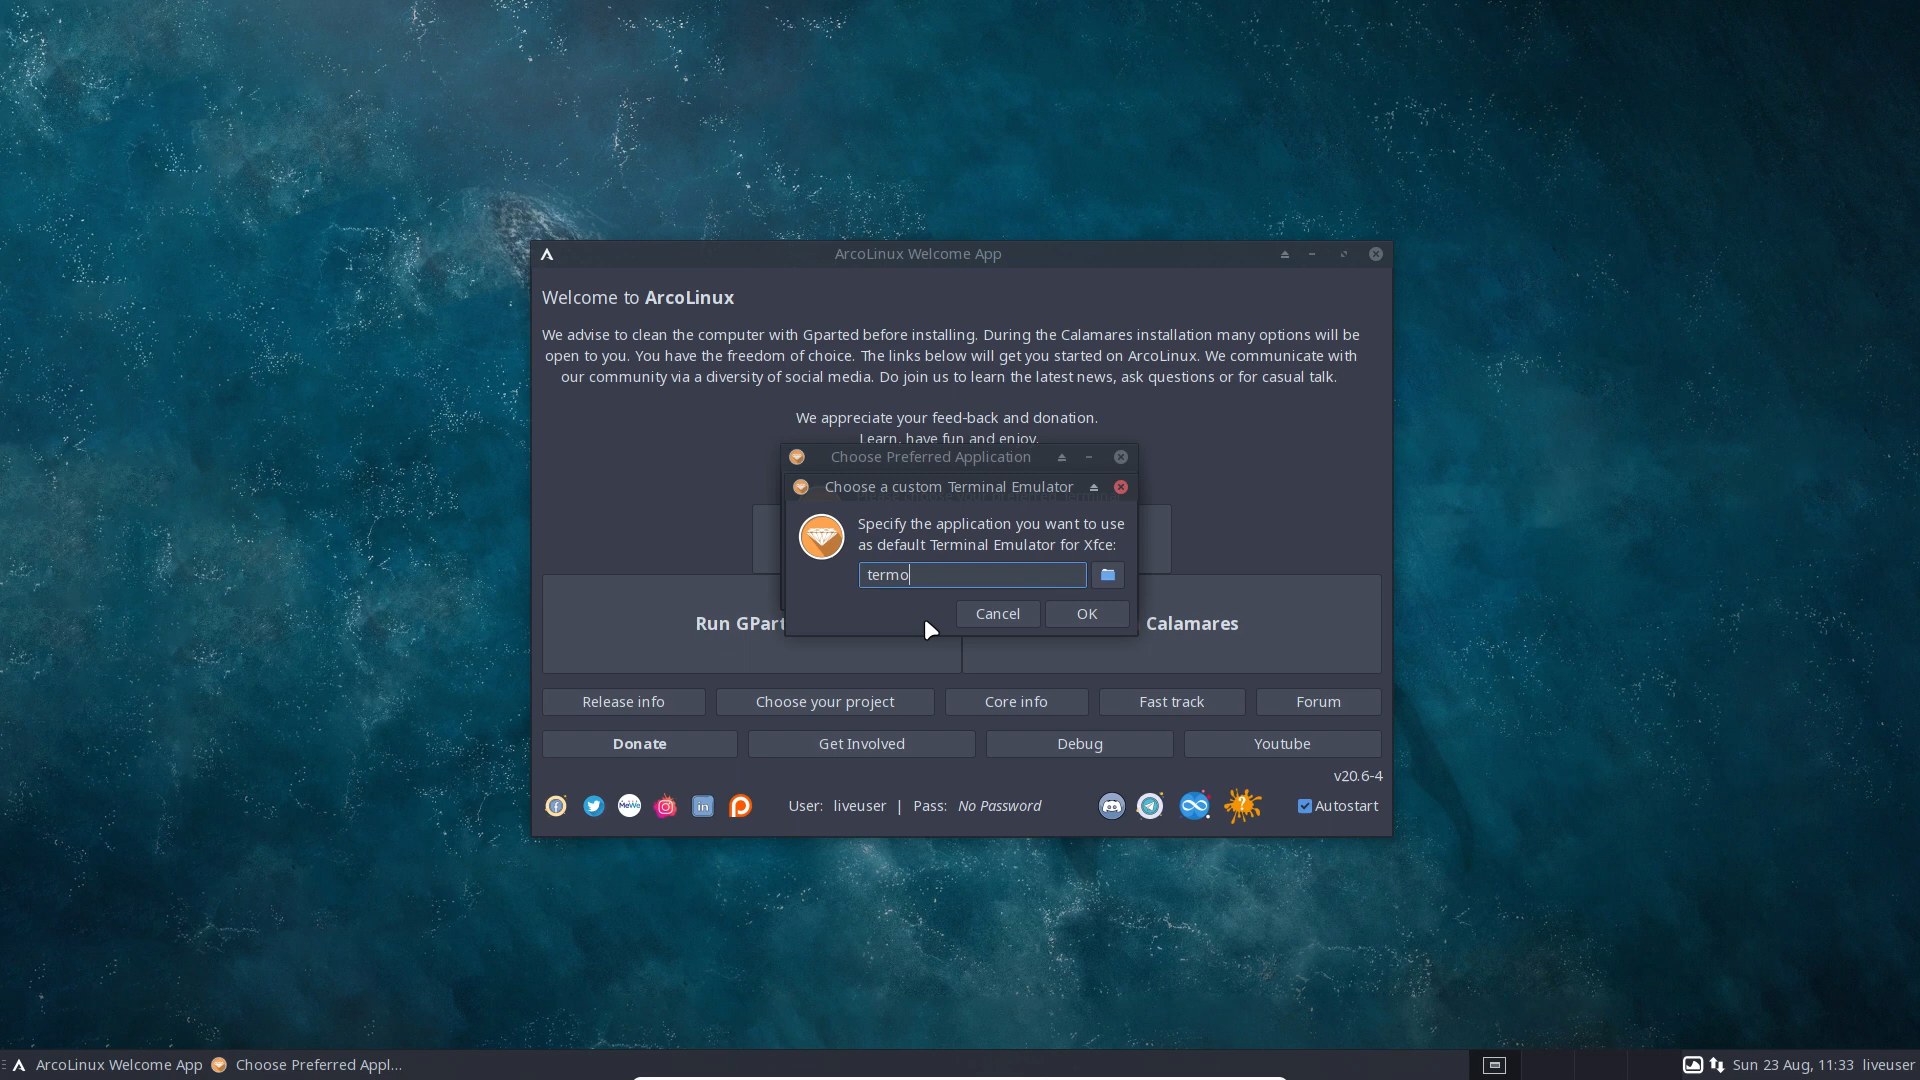 ArcoLinux Welcome App
Welcome to ArcoLinux
We advise to clean the computer with Gparted before installing. During the Calamares installation many options will be
open to you. You have the freedom of choice. The links below will get you started on ArcoLinux. We communicate with
our community via a diversity of social media. Do join us to learn the latest news, ask questions or for casual talk.
We appreciate your feed-back and donation.
Learn, have fun and enjoy.
Choose Preferred Application
Choose a custom Terminal Emulator
Specify the application you want to use
as default Terminal Emulator for Xfce:
termo
Cancel OK
Run GPart Calamares
Release info Choose your project Core info Fast track Forum
Donate Get Involved Debug Youtube
v20.6-4
MeWe in User: liveuser | Pass: No Password ? Autostart
ArcoLinux Welcome App Choose Preferred Appl... Sun 23 Aug, 11:33 liveuser